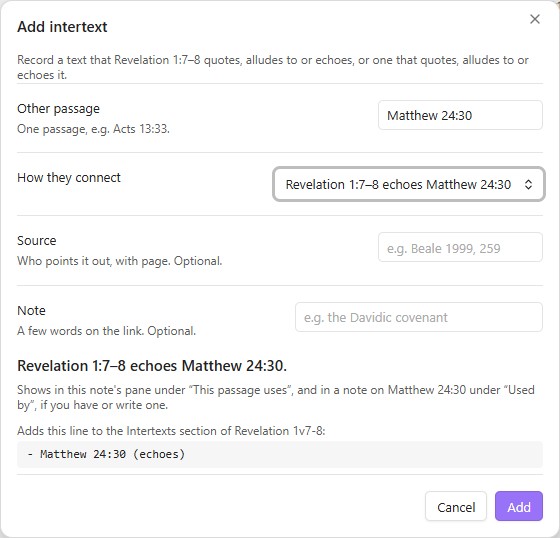 Add intertext
Record a text that Revelation 1:7–8 quotes, alludes to or echoes, or one that quotes, alludes to or
echoes it.
Other passage
One passage, e.g. Acts 13:33.
Matthew 24:30
How they connect
Revelation 1:7–8 echoes Matthew 24:30
Source
Who points it out, with page. Optional.
e.g. Beale 1999, 259
Note
A few words on the link. Optional.
e.g. the Davidic covenant
Revelation 1:7–8 echoes Matthew 24:30.
Shows in this note's pane under “This passage uses”, and in a note on Matthew 24:30 under “Used
by”, if you have or write one.
Adds this line to the Intertexts section of Revelation 1v7-8:
- Matthew 24:30 (echoes)
Cancel
Add